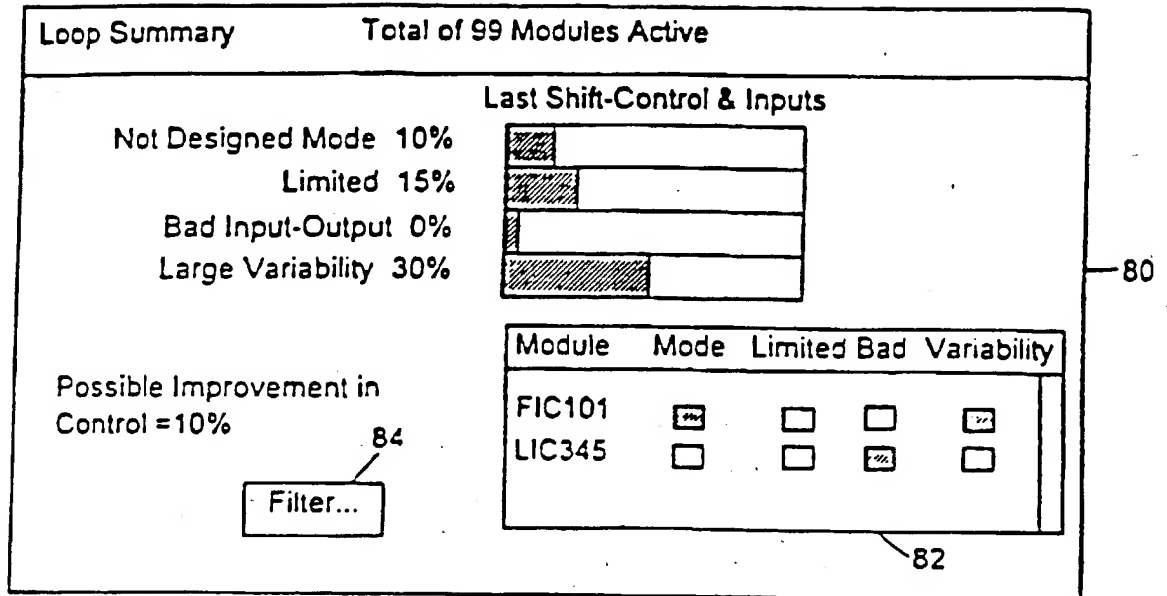 Loop Summary Total of 99 Modules Active
Last Shift-Control & Inputs
Not Designed Mode 10%
Limited 15%
Bad Input-Output 0%
Large Variability 30%
80
Module Mode Limited Bad Variability
FIC101
LIC345
Possible Improvement in
Control =10%
84
Filter...
82